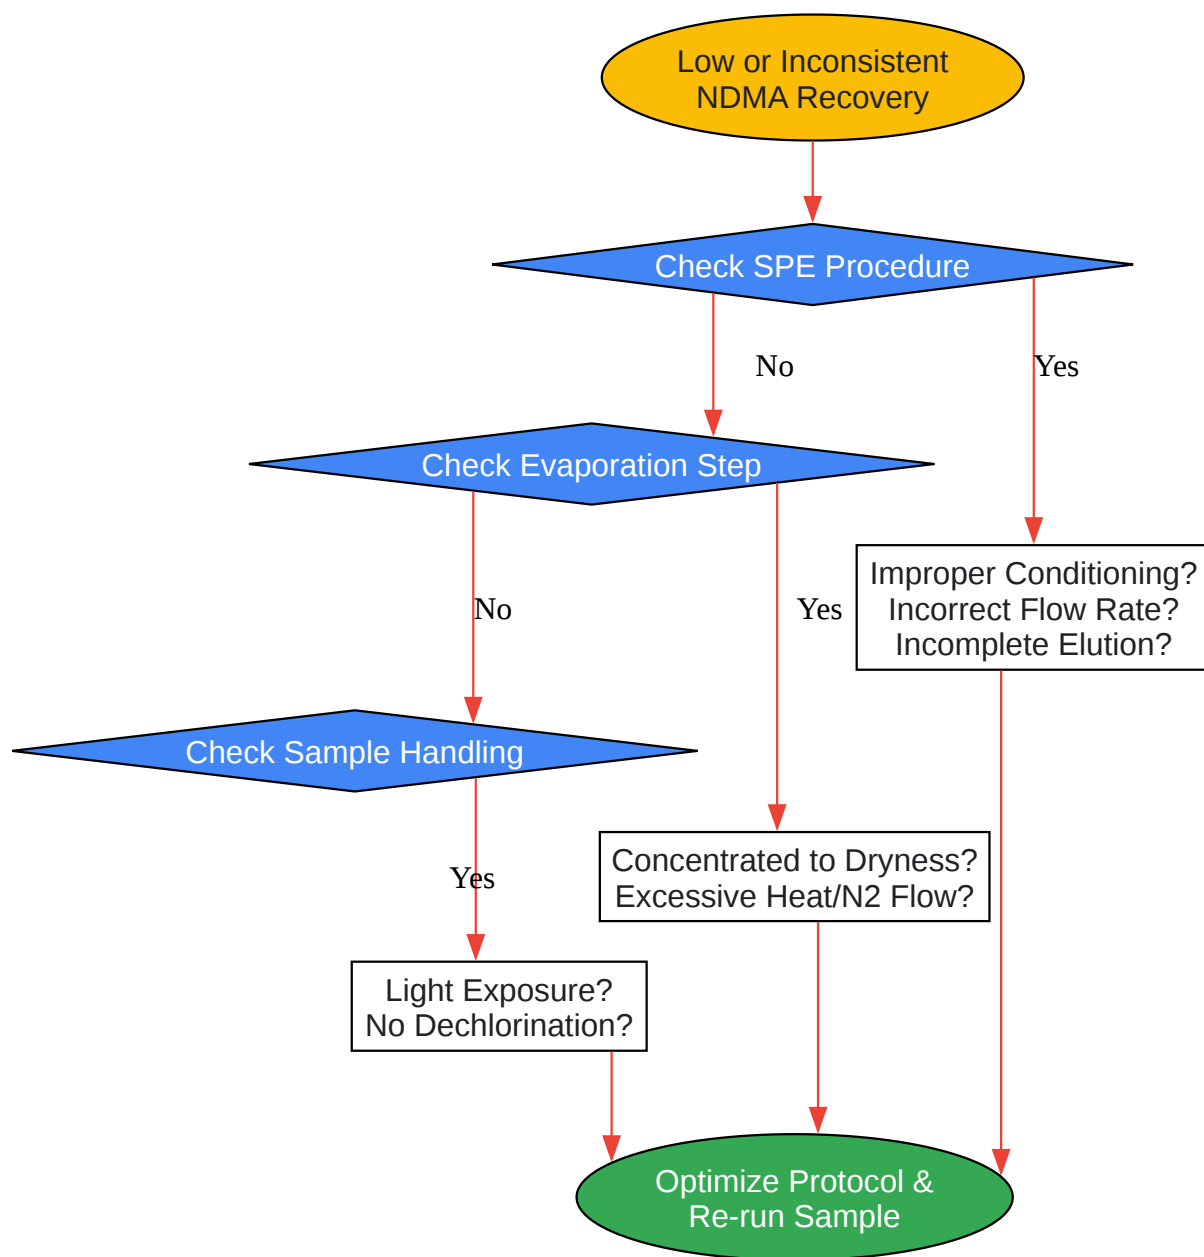 Low or Inconsistent
NDMA Recovery
Check SPE Procedure
No
Yes
Check Evaporation Step
Improper Conditioning?
Incorrect Flow Rate?
Incomplete Elution?
No
Yes
Check Sample Handling
Concentrated to Dryness?
Excessive Heat/N2 Flow?
Yes
Light Exposure?
No Dechlorination?
Optimize Protocol &
Re-run Sample